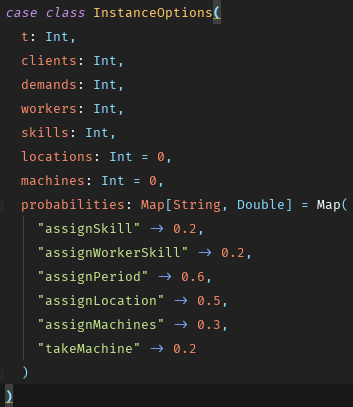 case class InstanceOptions(
t: Int,
clients: Int,
demands: Int,
workers: Int,
skills: Int,
locations: Int = 0,
machines: Int = 0,
probabilities: Map[String, Double] = Map(
"assignSkill" -> 0.2,
"assignWorkerSkill" -> 0.2,
"assignPeriod" -> 0.6,
"assignLocation" -> 0.5,
"assignMachines" -> 0.3,
"takeMachine" -> 0.2
)
)